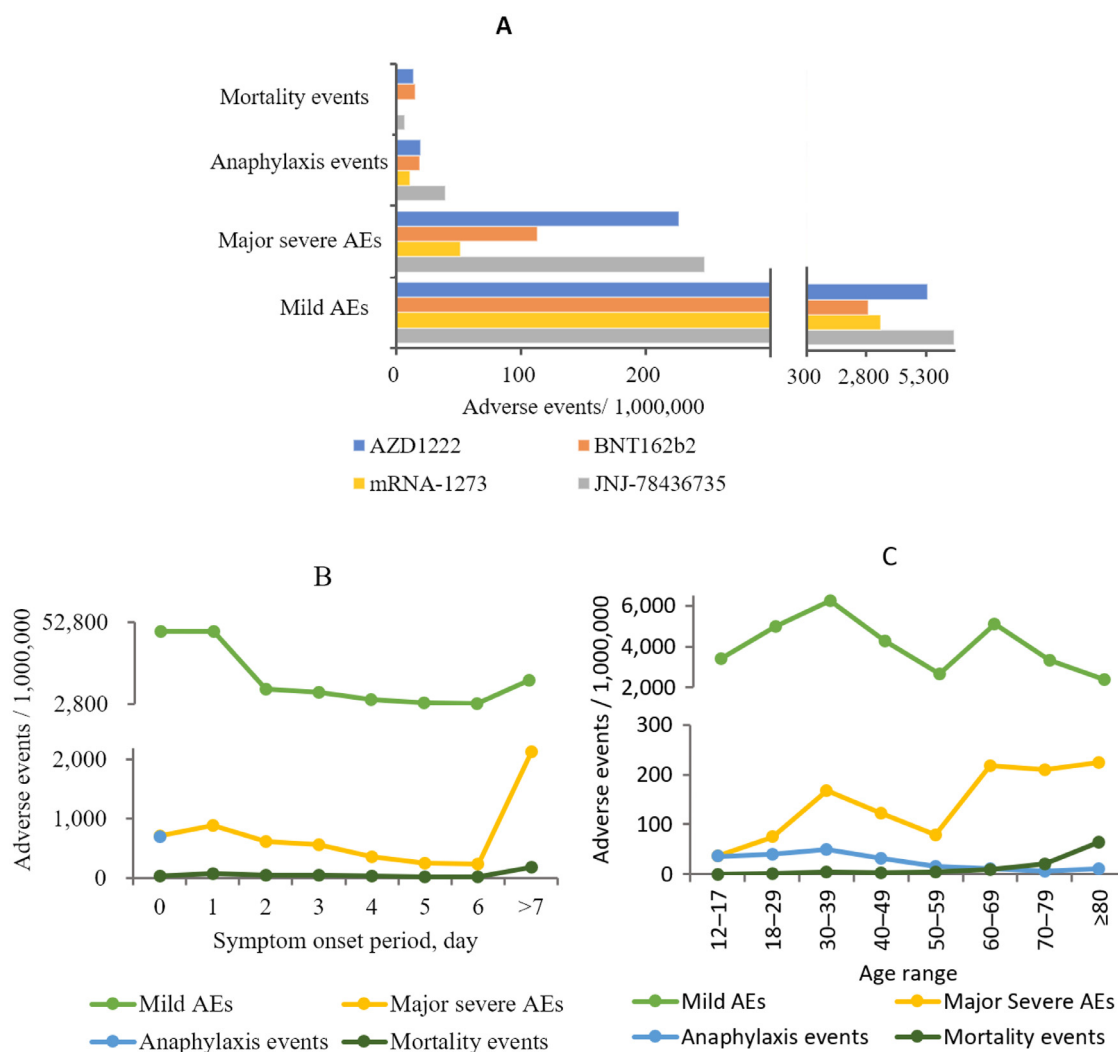 A
Mortality events
Anaphylaxis events
Major severe AEs
Mild AEs
0 100 200 300 2,800 5,300
Adverse events/ 1,000,000
AZD1222 BNT162b2
mRNA-1273 JNJ-78436735
B
Adverse events / 1,000,000
52,800
2,800
2,000
1,000
0
0 1 2 3 4 5 6 >7
Symptom onset period, day
Mild AEs Major severe AEs
Anaphylaxis events Mortality events
C
Adverse events / 1,000,000
6,000
4,000
2,000
300
200
100
0
12–17 18–29 30–39 40–49 50–59 60–69 70–79 ≥80
Age range
Mild AEs Major Severe AEs
Anaphylaxis events Mortality events